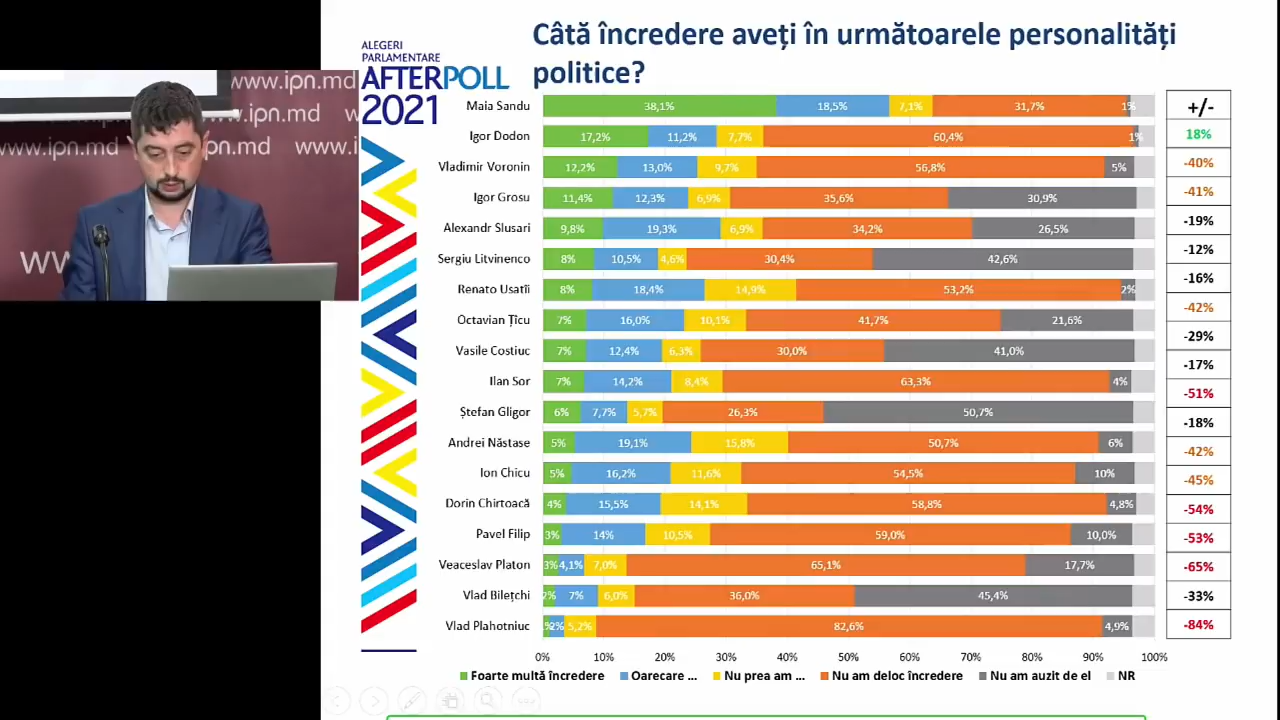 Câtă încredere aveți în următoarele personalități
politice?
ALEGERI
PARLAMENTARE
AFTERPOLL
2021
www.ipn.md
www.ipn.md
www.ipn.md
Maia Sandu 38,1% 18,5% 7,1% 31,7% 1%
Igor Dodon 17,2% 11,2% 7,7% 60,4% 1%
Vladimir Voronin 12,2% 13,0% 9,7% 56,8% 5%
Igor Grosu 11,4% 12,3% 6,9% 35,6% 30,9%
Alexandr Slusari 9,8% 19,3% 6,9% 34,2% 26,5%
Sergiu Litvinenco 8% 10,5% 4,6% 30,4% 42,6%
Renato Usatîi 8% 18,4% 14,9% 53,2% 2%
Octavian Țîcu 7% 16,0% 10,1% 41,7% 21,6%
Vasile Costiuc 7% 12,4% 6,3% 30,0% 41,0%
Ilan Sor 7% 14,2% 8,4% 63,3% 4%
Ștefan Gligor 6% 7,7% 5,7% 26,3% 50,7%
Andrei Năstase 5% 19,1% 15,8% 50,7% 6%
Ion Chicu 5% 16,2% 11,6% 54,5% 10%
Dorin Chirtoacă 4% 15,5% 14,1% 58,8% 4,8%
Pavel Filip 3% 14% 10,5% 59,0% 10,0%
Veaceslav Platon 3% 4,1% 7,0% 65,1% 17,7%
Vlad Bilețchi 2% 7% 6,0% 36,0% 45,4%
Vlad Plahotniuc 2% 5,2% 82,6% 4,9%
0% 10% 20% 30% 40% 50% 60% 70% 80% 90% 100%
Foarte multă încredere Oarecare ... Nu prea am ... Nu am deloc încredere Nu am auzit de el NR
+/-
18%
-40%
-41%
-19%
-12%
-16%
-42%
-29%
-17%
-51%
-18%
-42%
-45%
-54%
-53%
-65%
-33%
-84%